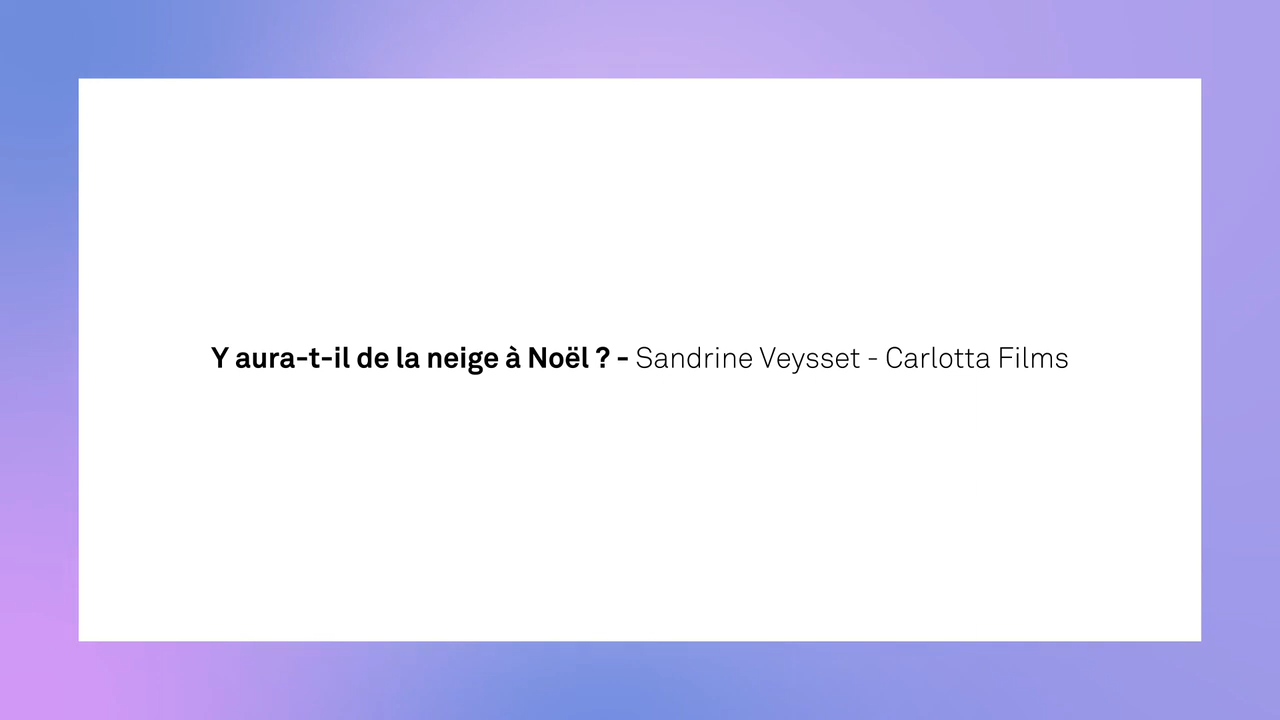 Y aura-t-il de la neige à Noël ? - Sandrine Veysset - Carlotta Films